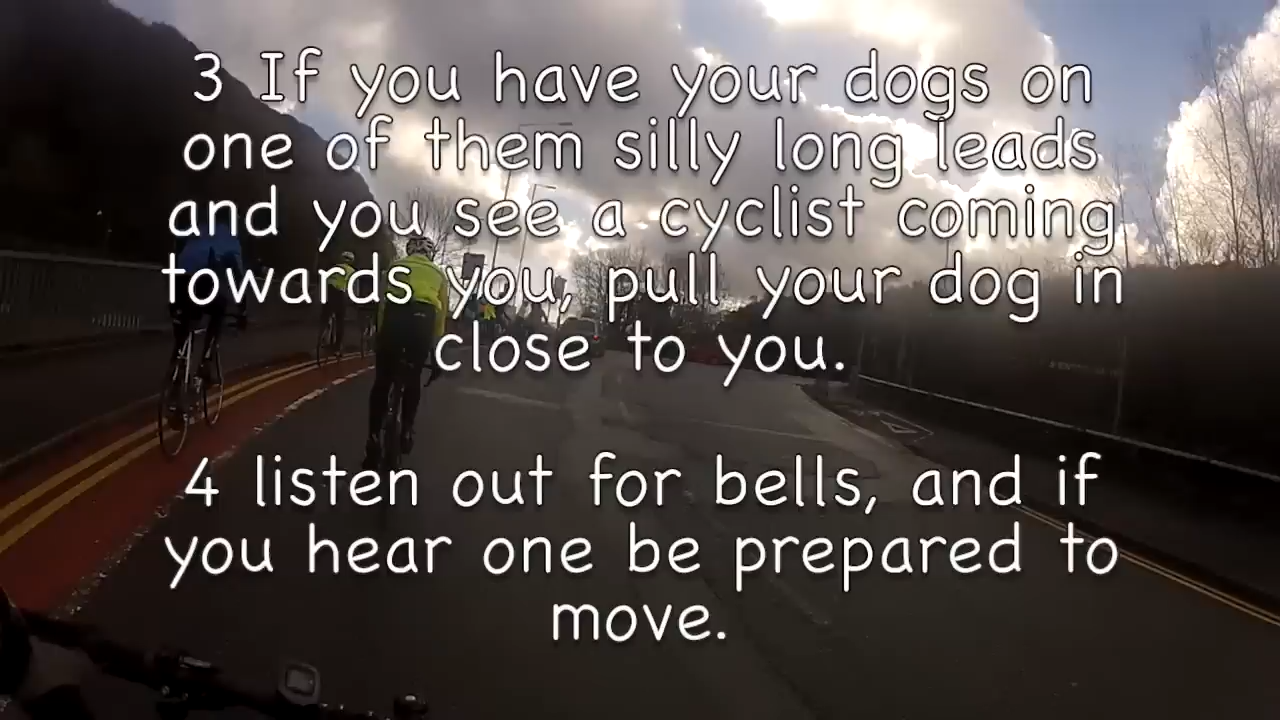 3 If you have your dogs on
one of them silly long leads
and you see a cyclist coming
towards you, pull your dog in
close to you.
4 listen out for bells, and if
you hear one be prepared to
move.